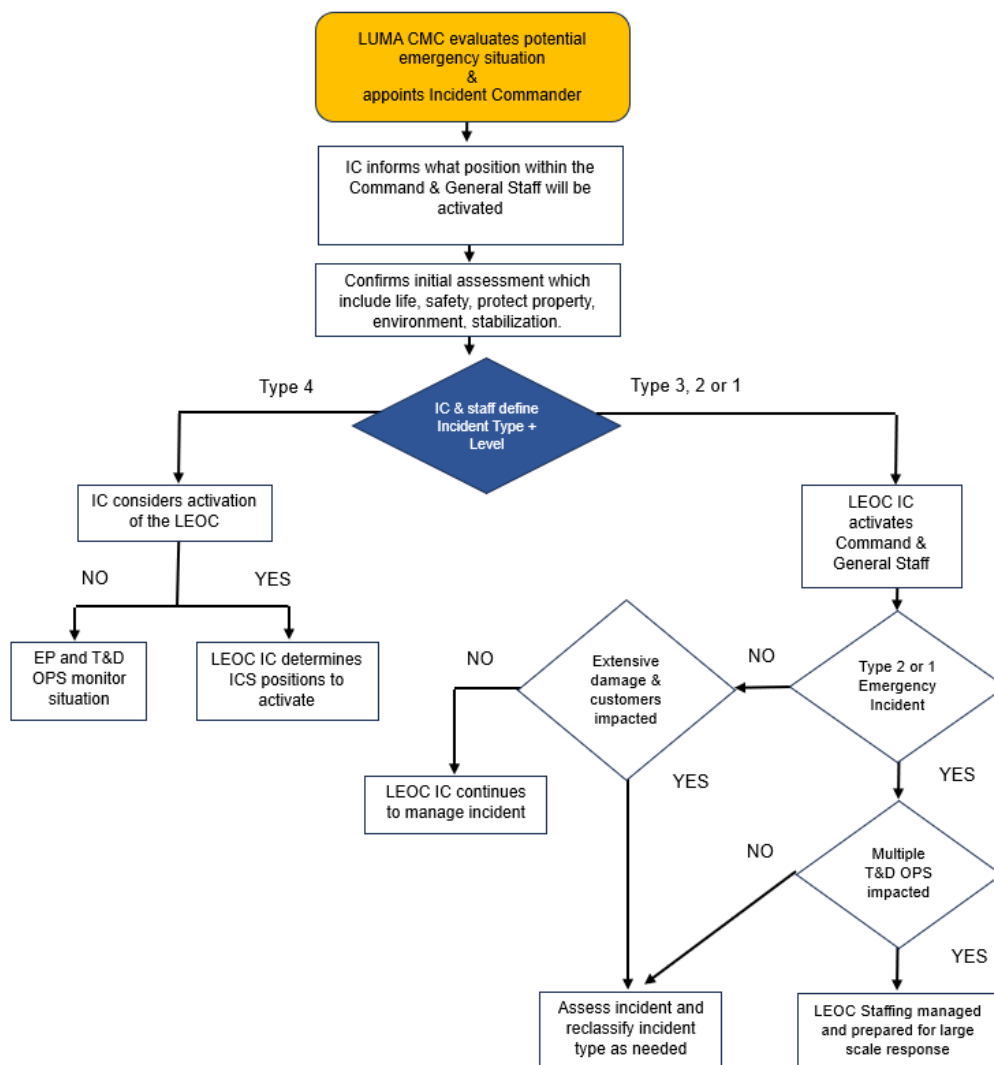 LUMA CMC evaluates potential
emergency situation
&
appoints Incident Commander
IC informs what position within the
Command & General Staff will be
activated
Confirms initial assessment which
include life, safety, protect property,
environment, stabilization.
Type 4
Type 3, 2 or 1
IC & staff define
Incident Type +
Level
IC considers activation
of the LEOC
LEOC IC
activates
Command &
General Staff
NO
YES
EP and T&D
OPS monitor
situation
LEOC IC determines
ICS positions to
activate
NO
Extensive
damage &
customers
impacted
NO
Type 2 or 1
Emergency
Incident
LEOC IC continues
to manage incident
YES
YES
NO
Multiple
T&D OPS
impacted
YES
Assess incident and
reclassify incident
type as needed
LEOC Staffing managed
and prepared for large
scale response